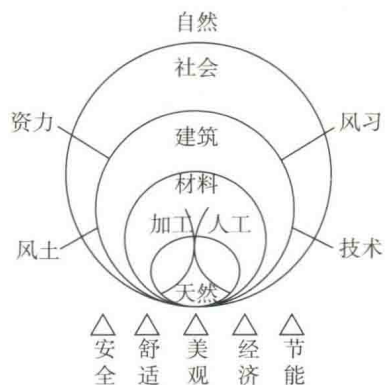 自然
社会
资力
风习
建筑
材料
加工 人工
风土
技术
天然
安全
舒适
美观
经济
节能